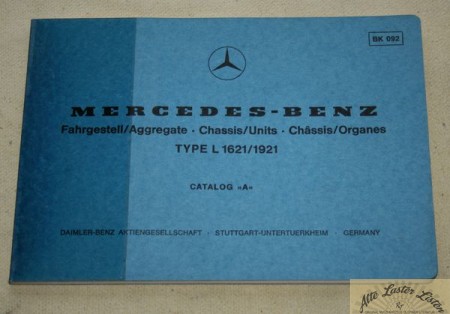 BK 092
MERCEDES-BENZ
Fahrgestell/Aggregate · Chassis/Units · Châssis/Organes
TYPE L 1621/1921
CATALOG «A»
DAIMLER-BENZ AKTIENGESELLSCHAFT · STUTTGART-UNTERTUERKHEIM · GERMANY
Alte Laster Listen